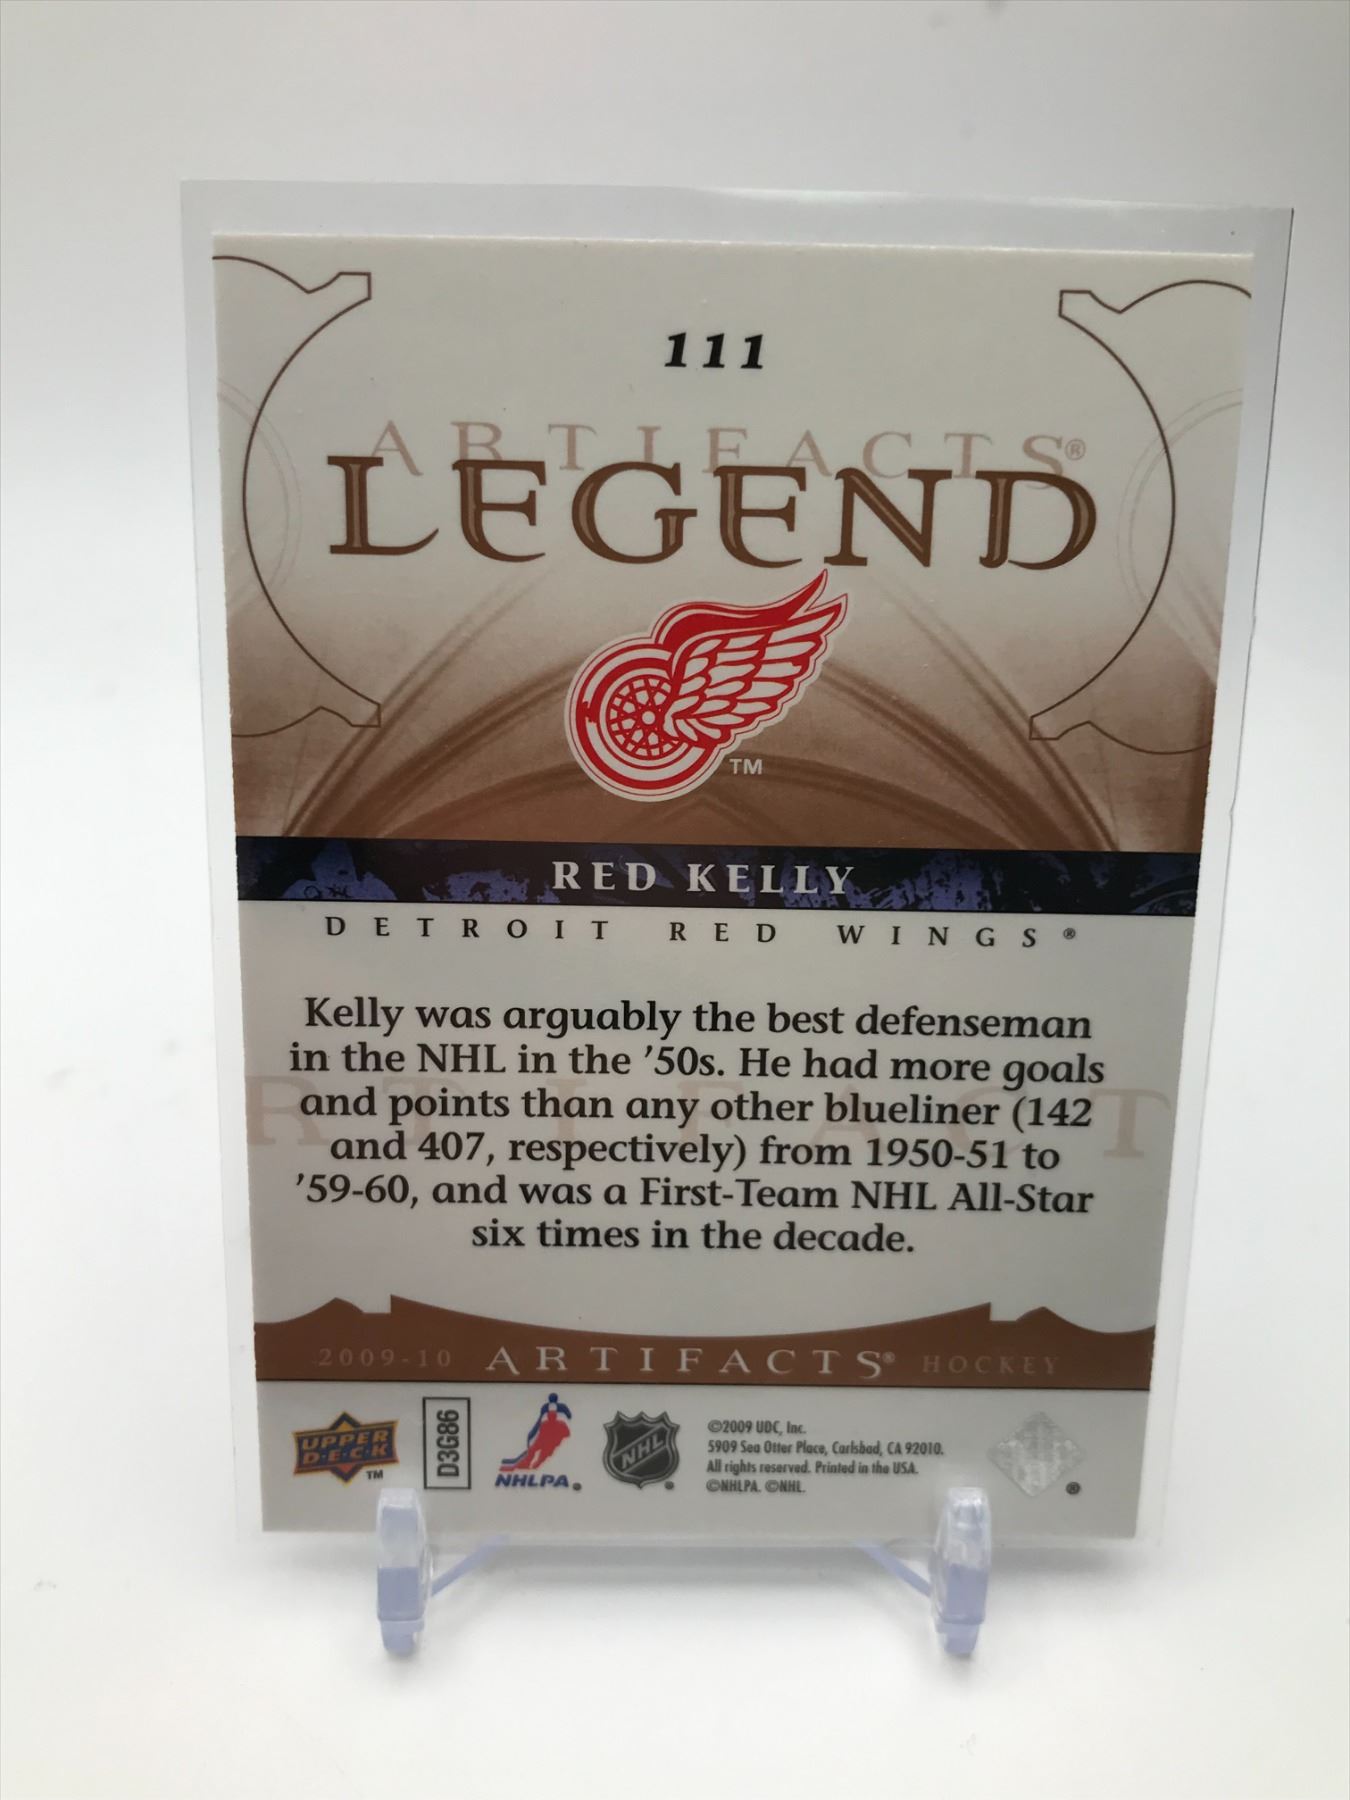 111
ARTIFACTS®
LEGEND
TM
RED KELLY
DETROIT RED WINGS®
Kelly was arguably the best defenseman
in the NHL in the '50s. He had more goals
and points than any other blueliner (142
and 407, respectively) from 1950-51 to
'59-60, and was a First-Team NHL All-Star
six times in the decade.
ARTIFACT
2009-10 ARTIFACTS® HOCKEY
UPPER
D·E·C·K
TM
D3G86
NHLPA®
NHL®
©2009 UDC, Inc.
5909 Sea Otter Place, Carlsbad, CA 92010.
All rights reserved. Printed in the USA.
©NHLPA. ©NHL.
®